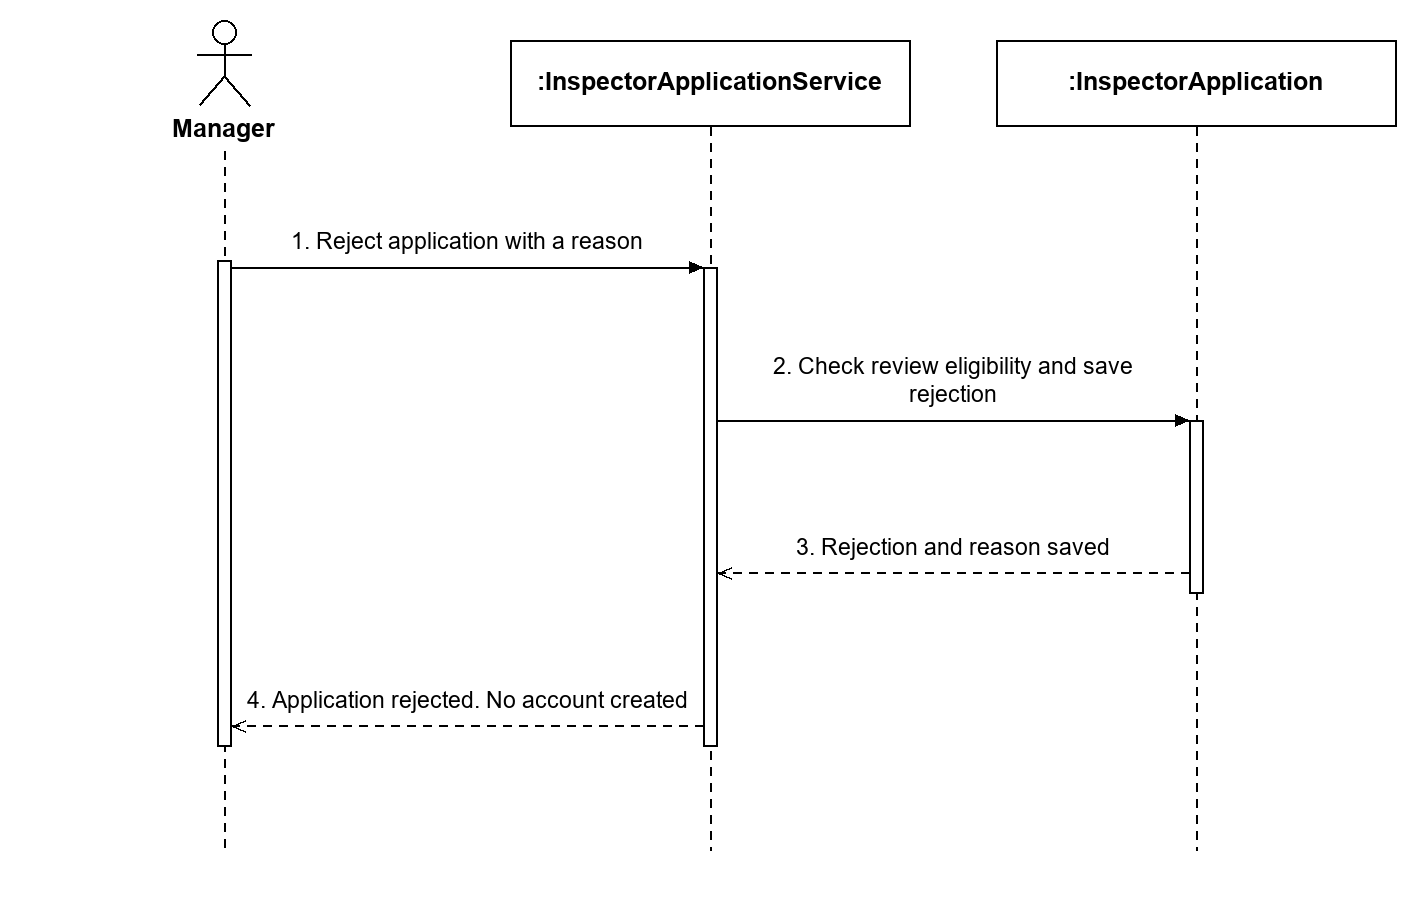 Manager
:InspectorApplicationService
:InspectorApplication
1. Reject application with a reason
2. Check review eligibility and save
rejection
3. Rejection and reason saved
4. Application rejected. No account created